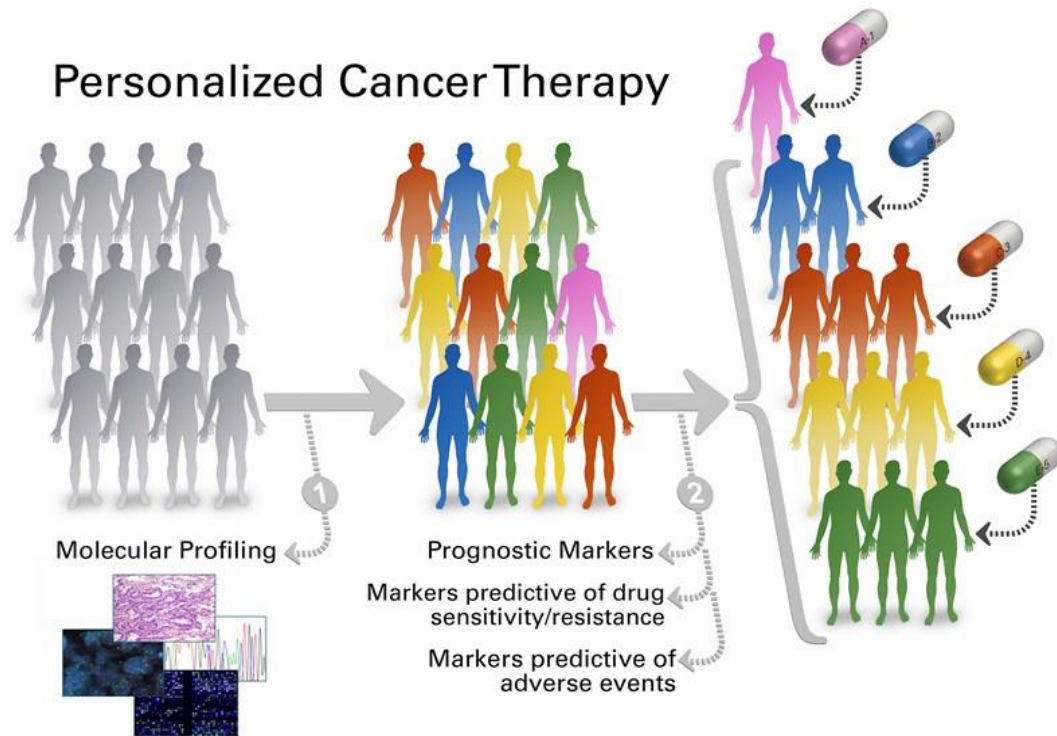 Personalized Cancer Therapy
A-1
B-2
C-3
D-4
E-5
1
2
Molecular Profiling
Prognostic Markers
Markers predictive of drug
sensitivity/resistance
Markers predictive of
adverse events